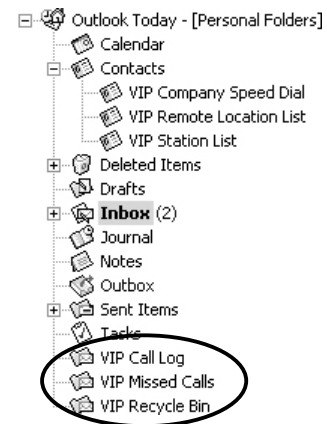 Outlook Today - [Personal Folders]
Calendar
Contacts
VIP Company Speed Dial
VIP Remote Location List
VIP Station List
Deleted Items
Drafts
Inbox (2)
Journal
Notes
Outbox
Sent Items
Tasks
VIP Call Log
VIP Missed Calls
VIP Recycle Bin